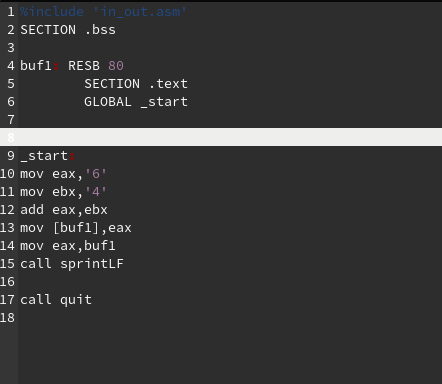 1 %include 'in_out.asm'
2 SECTION .bss
3
4 buf1: RESB 80
5         SECTION .text
6         GLOBAL _start
7
8
9 _start:
10 mov eax,'6'
11 mov ebx,'4'
12 add eax,ebx
13 mov [buf1],eax
14 mov eax,buf1
15 call sprintLF
16
17 call quit
18